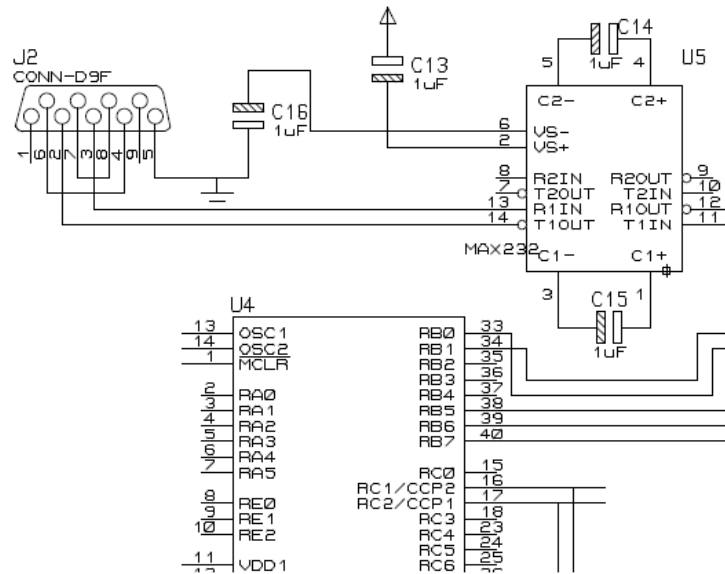 J2
CONN-D9F
1 6 2 7 3 8 4 9 5
C16
1uF
C13
1uF
C14
1uF
5 4
U5
C2- C2+
6 VS-
2 VS+
8 R2IN R2OUT 9
7 T2OUT T2IN 10
13 R1IN R1OUT 12
14 T1OUT T1IN 11
MAX232
C1- C1+
3 1
C15
1uF
U4
13 OSC1 RB0 33
14 OSC2 RB1 34
1 MCLR RB2 35
RB3 36
2 RA0 RB4 37
3 RA1 RB5 38
4 RA2 RB6 39
5 RA3 RB7 40
6 RA4
7 RA5 RC0 15
RC1/CCP2 16
8 RE0 RC2/CCP1 17
9 RE1 RC3 18
10 RE2 RC4 23
RC5 24
11 VDD1 RC6 25